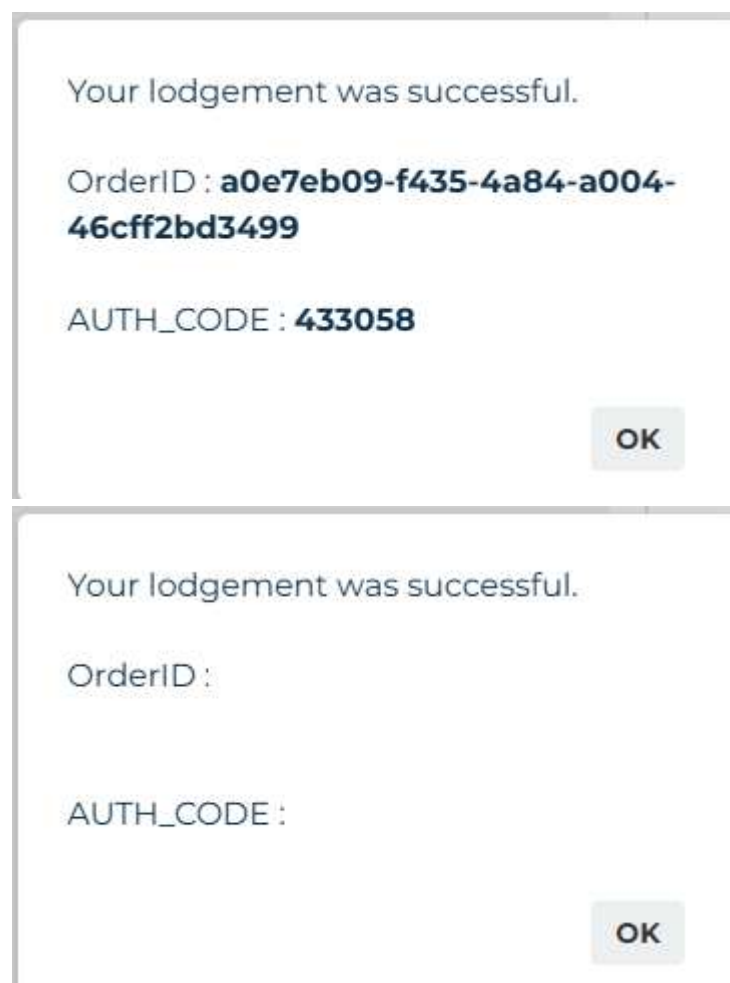 Your lodgement was successful.
OrderID : a0e7eb09-f435-4a84-a004-
46cff2bd3499
AUTH_CODE : 433058
OK
Your lodgement was successful.
OrderID :
AUTH_CODE :
OK